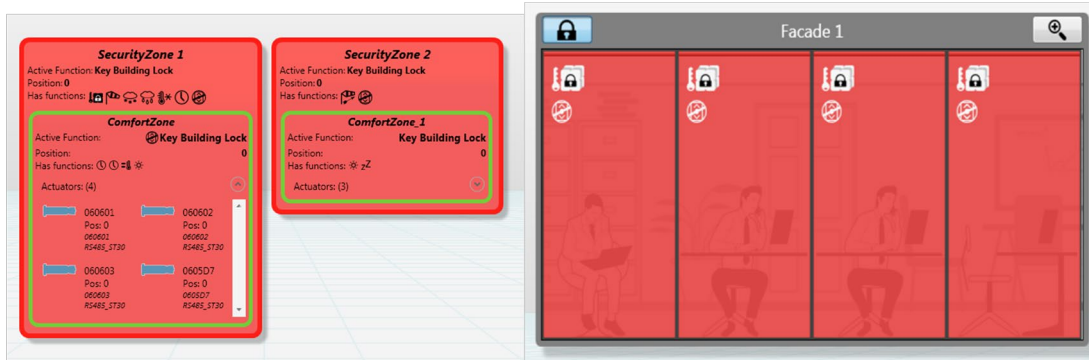 SecurityZone 1
Active Function: Key Building Lock
Position: 0
Has functions:
ComfortZone
Active Function: Key Building Lock
Position: 0
Has functions:
Actuators: (4)
060601 060602
Pos: 0 Pos: 0
060601 060602
RS485_ST30 RS485_ST30
060603 0605D7
Pos: 0 Pos: 0
060603 0605D7
RS485_ST30 RS485_ST30
SecurityZone 2
Active Function: Key Building Lock
Position: 0
Has functions:
ComfortZone_1
Active Function: Key Building Lock
Position: 0
Has functions: zZ
Actuators: (3)
Facade 1